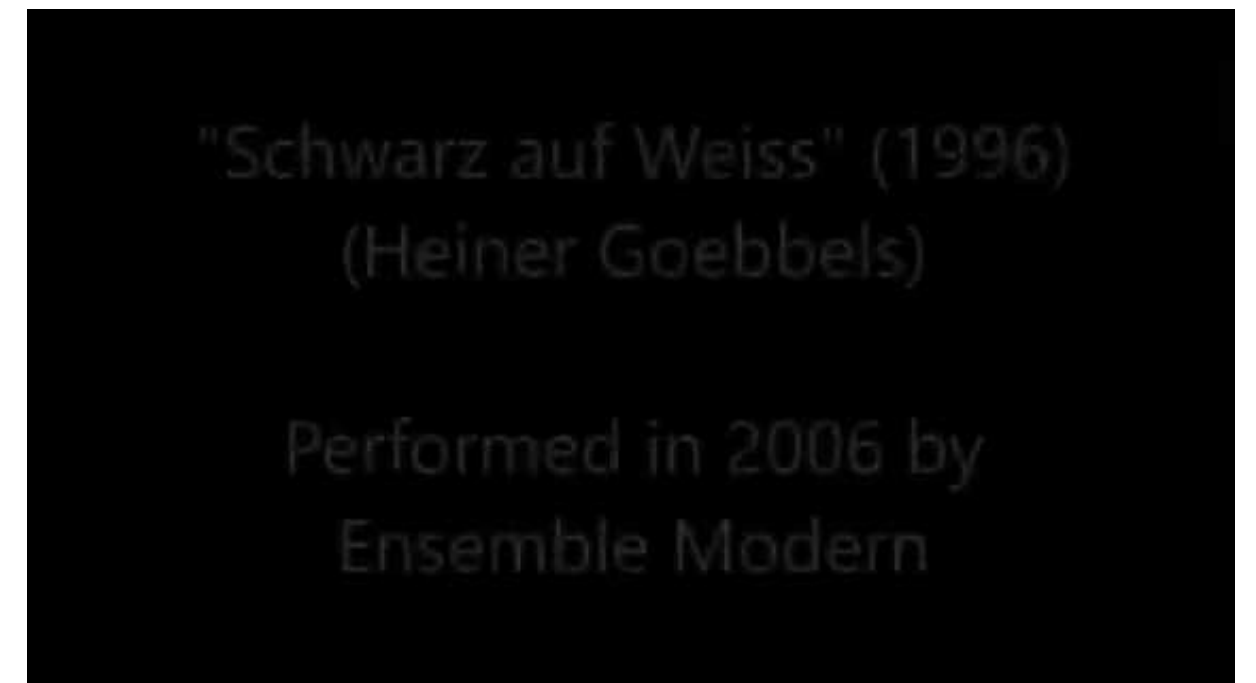 "Schwarz auf Weiss" (1996)
(Heiner Goebbels)
Performed in 2006 by
Ensemble Modern